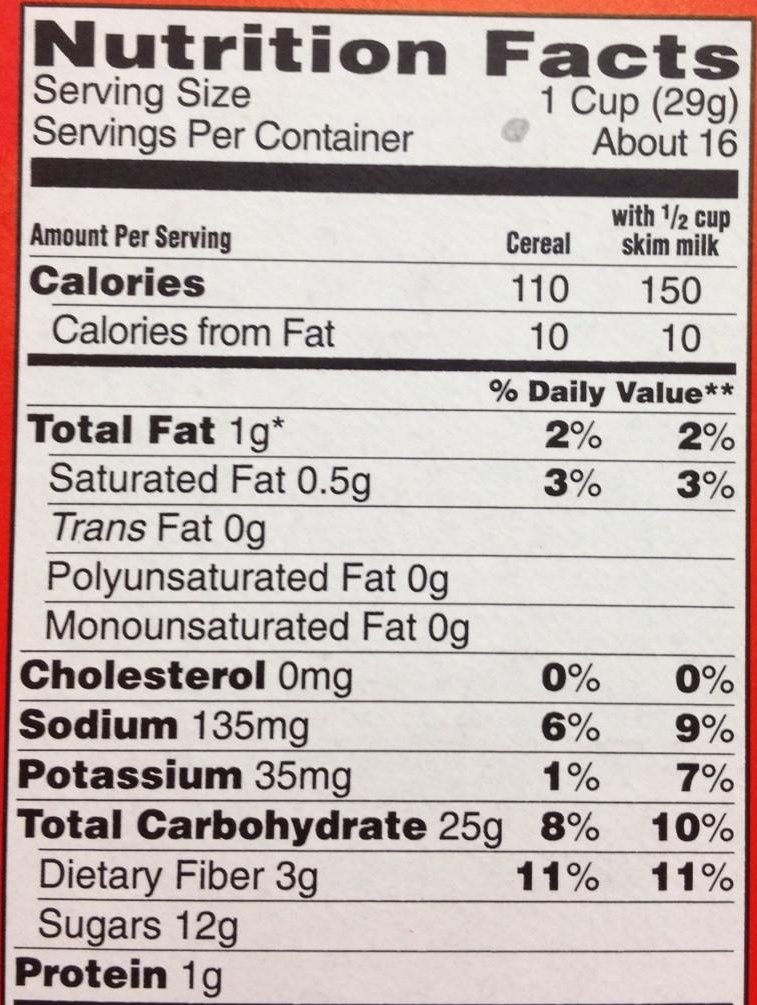 Nutrition Facts
Serving Size 1 Cup (29g)
Servings Per Container About 16
Amount Per Serving Cereal with 1/2 cup skim milk
Calories 110 150
Calories from Fat 10 10
% Daily Value**
Total Fat 1g* 2% 2%
Saturated Fat 0.5g 3% 3%
Trans Fat 0g
Polyunsaturated Fat 0g
Monounsaturated Fat 0g
Cholesterol 0mg 0% 0%
Sodium 135mg 6% 9%
Potassium 35mg 1% 7%
Total Carbohydrate 25g 8% 10%
Dietary Fiber 3g 11% 11%
Sugars 12g
Protein 1g